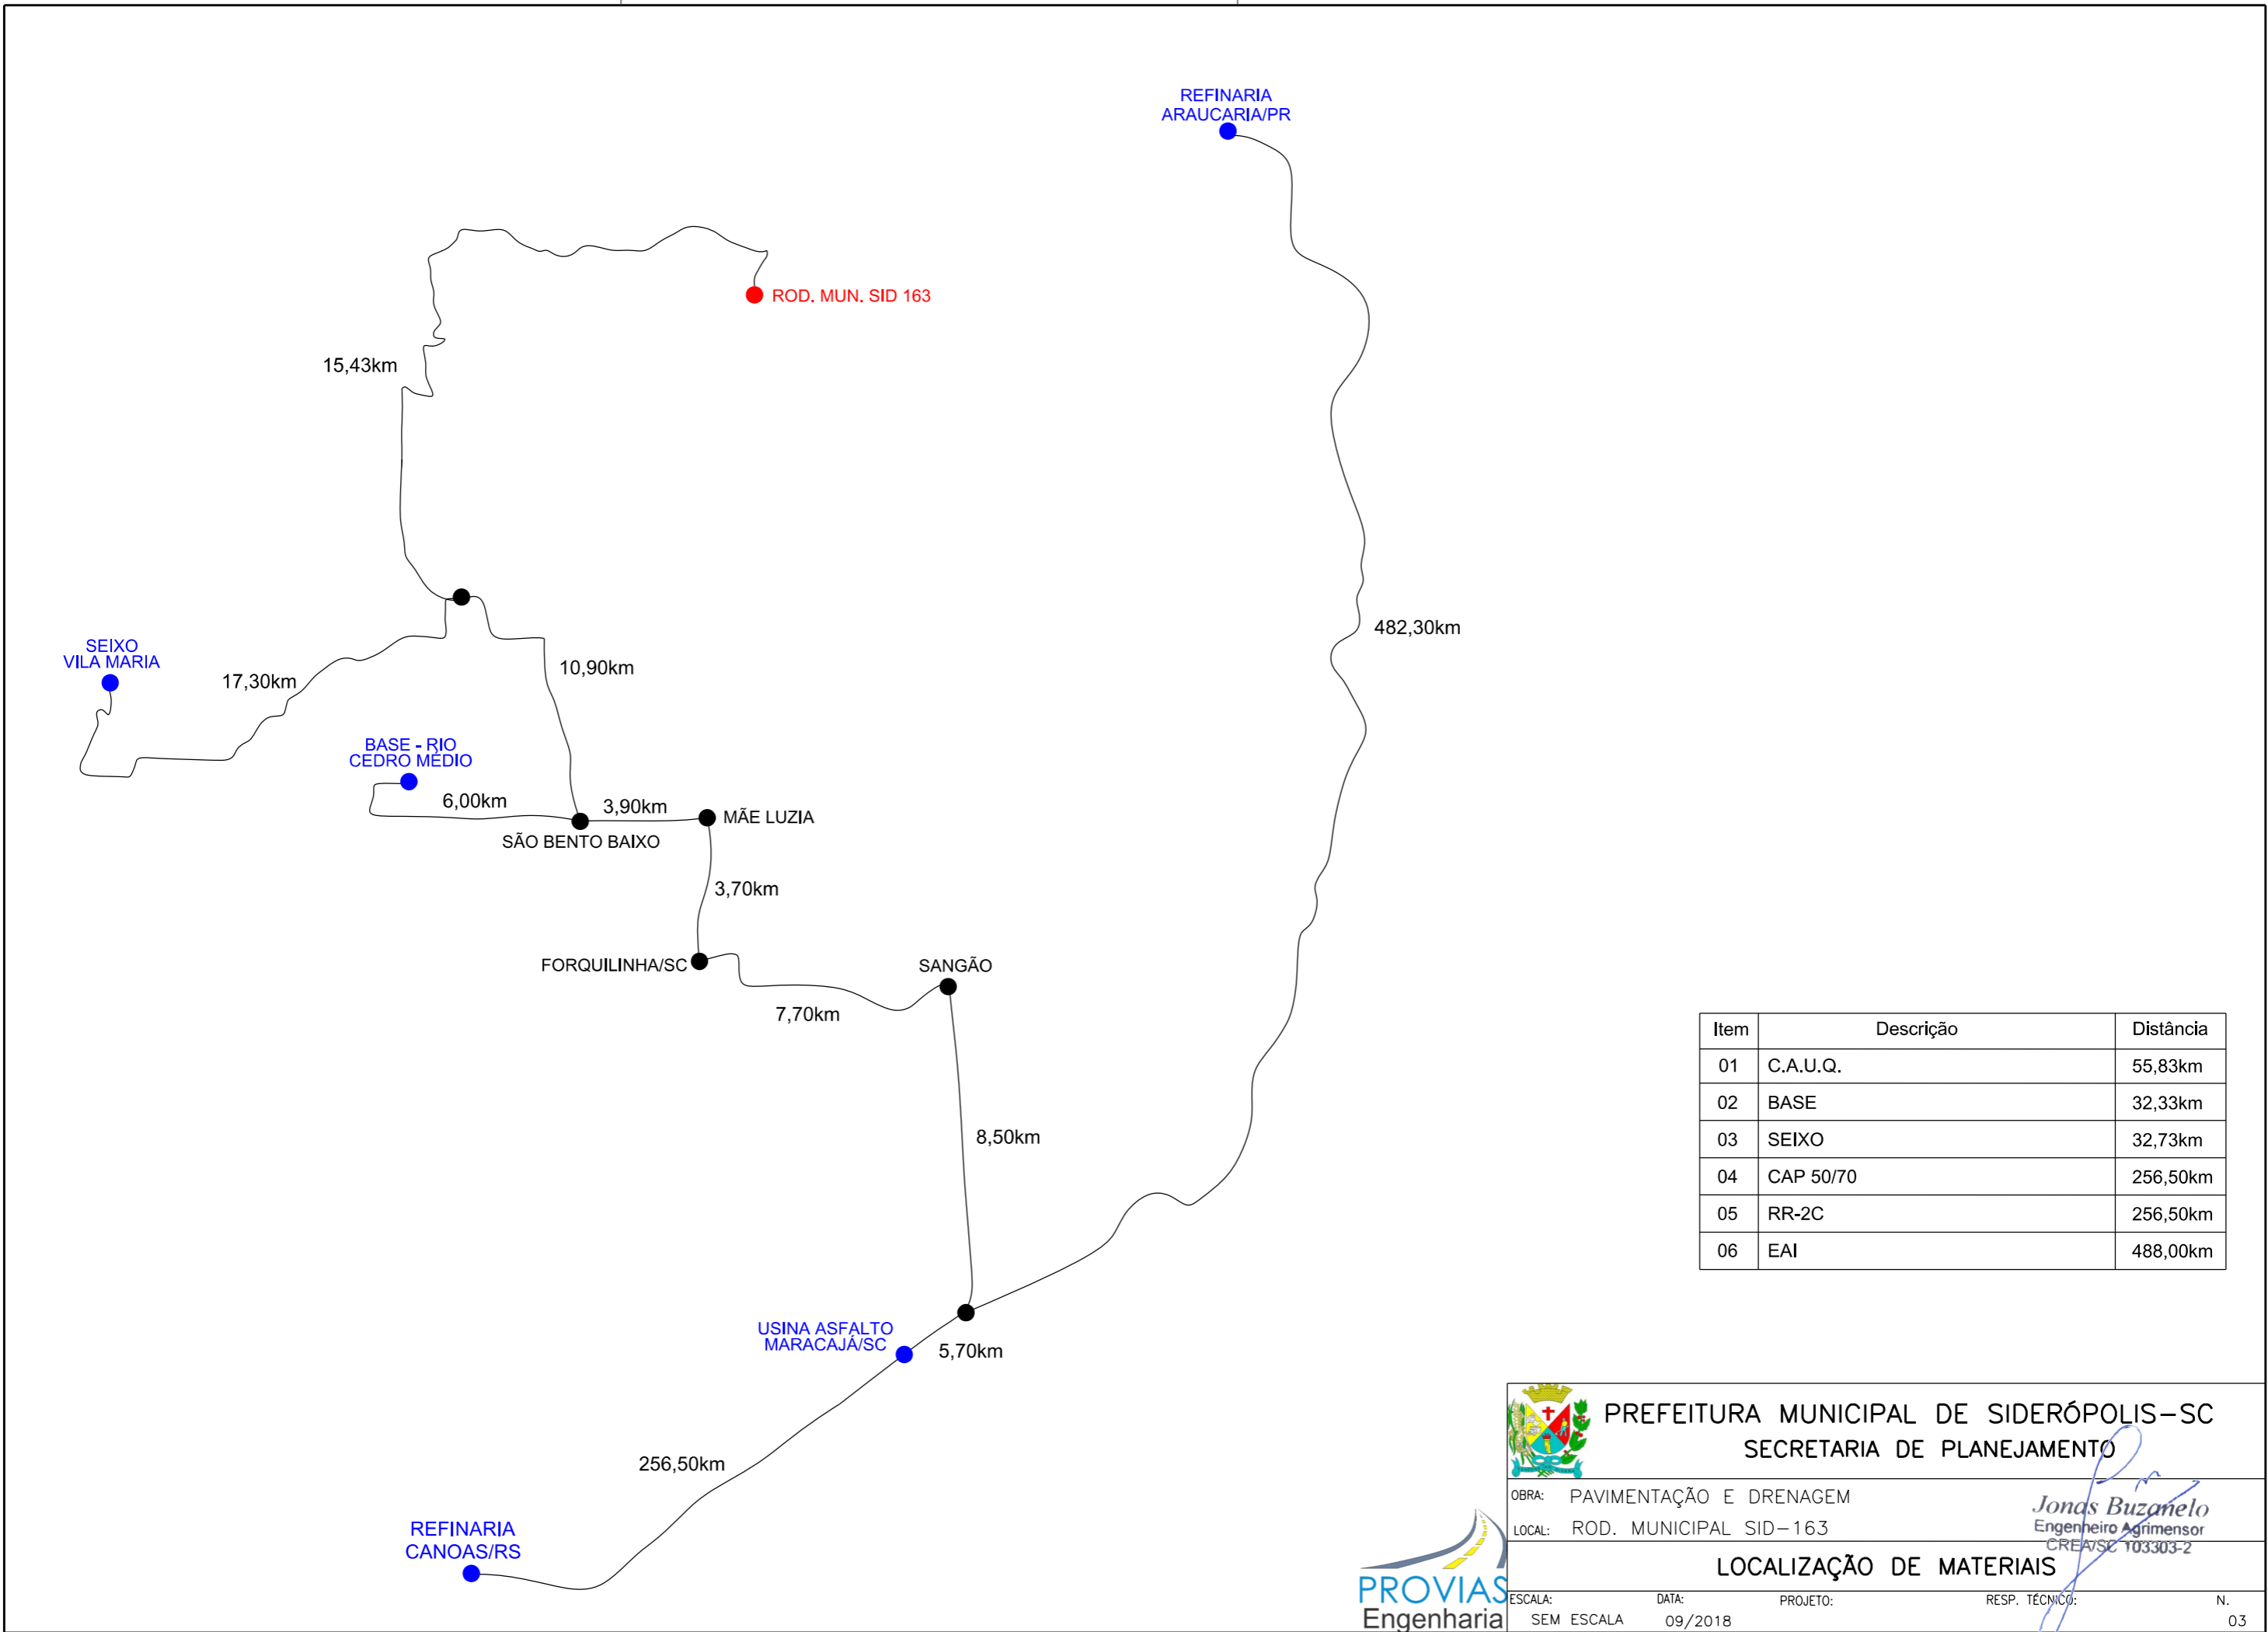 REFINARIA
ARAUCARIA/PR
ROD. MUN. SID 163
15,43km
482,30km
SEIXO
VILA MARIA
17,30km
10,90km
BASE - RIO
CEDRO MÉDIO
6,00km
3,90km
MÃE LUZIA
SÃO BENTO BAIXO
3,70km
FORQUILINHA/SC
SANGÃO
7,70km
8,50km
USINA ASFALTO
MARACAJÁ/SC
5,70km
256,50km
REFINARIA
CANOAS/RS
Item Descrição Distância
01 C.A.U.Q. 55,83km
02 BASE 32,33km
03 SEIXO 32,73km
04 CAP 50/70 256,50km
05 RR-2C 256,50km
06 EAI 488,00km
PROVIAS
Engenharia
PREFEITURA MUNICIPAL DE SIDERÓPOLIS-SC
SECRETARIA DE PLANEJAMENTO
OBRA: PAVIMENTAÇÃO E DRENAGEM
LOCAL: ROD. MUNICIPAL SID-163
Jonas Buzanelo
Engenheiro Agrimensor
CREA/SC 103303-2
LOCALIZAÇÃO DE MATERIAIS
ESCALA: DATA: PROJETO: RESP. TÉCNICO: N.
SEM ESCALA 09/2018 03